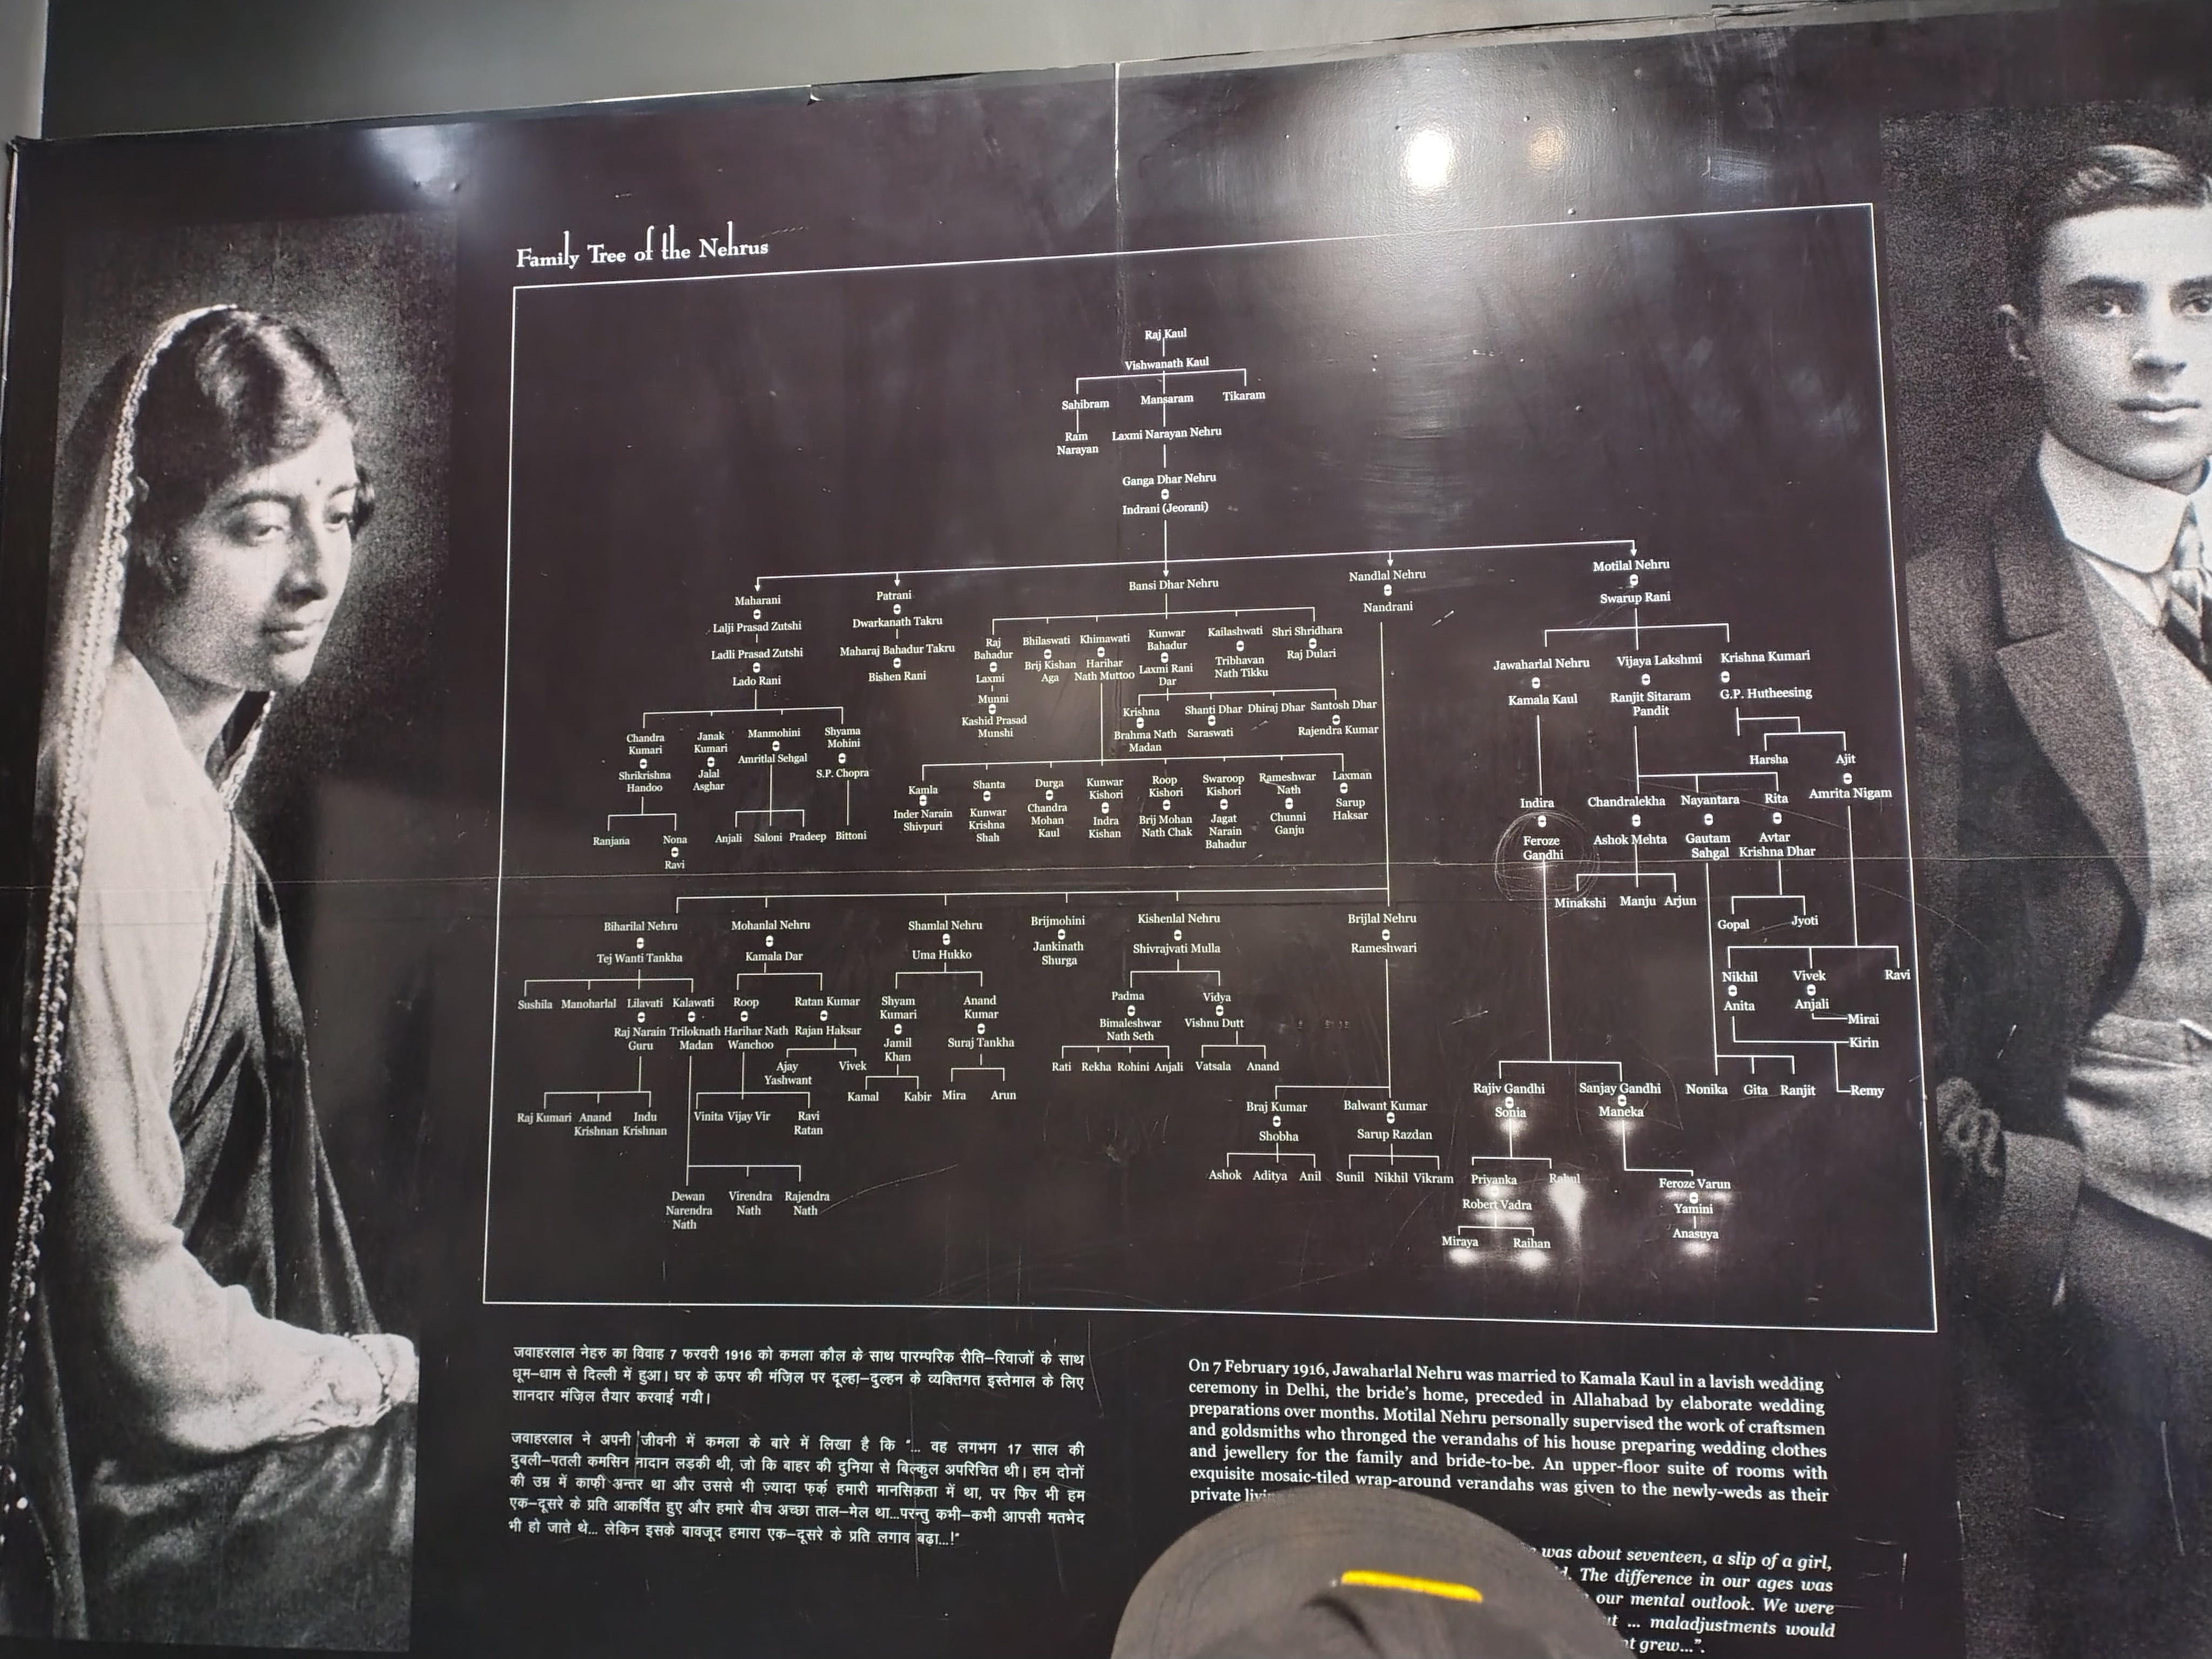 Family Tree of the Nehrus
Raj Kaul
Vishwanath Kaul
Sahibram Mansaram Tikaram
Ram Narayan
Laxmi Narayan Nehru
Ganga Dhar Nehru
Indrani (Jeorani)
Maharani
Lalji Prasad Zutshi
Ladli Prasad Zutshi
Lado Rani
Chandra Kumari
Shrikrishna Handoo
Janak Kumari
Jalal Asghar
Manmohini
Amritlal Sehgal
Shyama Mohini
S.P. Chopra
Ranjana
Nona
Ravi
Anjali Saloni Pradeep Bittoni
Patrani
Dwarkanath Takru
Maharaj Bahadur Takru
Bishen Rani
Bansi Dhar Nehru
Raj Bahadur
Laxmi
Munni
Kashid Prasad Munshi
Bhilaswati
Brij Kishan Aga
Khimawati
Harihar Nath Muttoo
Kunwar Bahadur
Laxmi Rani Dar
Kailashwati
Tribhavan Nath Tikku
Shri Shridhara
Raj Dulari
Krishna
Brahma Nath Madan
Shanti Dhar
Saraswati
Dhiraj Dhar
Santosh Dhar
Rajendra Kumar
Kamla
Inder Narain Shivpuri
Shanta
Kunwar Krishna Shah
Durga
Chandra Mohan Kaul
Kunwar Kishori
Indra Kishan
Roop Kishori
Brij Mohan Nath Chak
Swaroop Kishori
Jagat Narain Bahadur
Rameshwar Nath
Chunni Ganju
Laxman
Sarup Haksar
Nandlal Nehru
Nandrani
Biharilal Nehru
Tej Wanti Tankha
Mohanlal Nehru
Kamala Dar
Shamlal Nehru
Uma Hukko
Brijmohini
Jankinath Shurga
Kishenlal Nehru
Shivrajvati Mulla
Brijlal Nehru
Rameshwari
Sushila Manoharlal
Lilavati
Raj Narain Guru
Kalawati
Triloknath Madan
Roop
Harihar Nath Wanchoo
Ratan Kumar
Rajan Haksar
Shyam Kumari
Jamil Khan
Anand Kumar
Suraj Tankha
Padma
Bimaleshwar Nath Seth
Vidya
Vishnu Dutt
Ajay Yashwant
Vivek
Kamal Kabir Mira Arun
Rati Rekha Rohini Anjali Vatsala Anand
Raj Kumari
Anand Krishnan
Indu Krishnan
Vinita Vijay Vir
Ravi Ratan
Dewan Narendra Nath
Virendra Nath
Rajendra Nath
Braj Kumar
Shobha
Balwant Kumar
Sarup Razdan
Ashok Aditya Anil Sunil Nikhil Vikram
Motilal Nehru
Swarup Rani
Jawaharlal Nehru
Kamala Kaul
Vijaya Lakshmi
Ranjit Sitaram Pandit
Krishna Kumari
G.P. Hutheesing
Harsha
Ajit
Amrita Nigam
Indira
Feroze Gandhi
Chandralekha
Ashok Mehta
Nayantara
Gautam Sahgal
Rita
Avtar Krishna Dhar
Minakshi Manju Arjun
Gopal Jyoti
Nikhil
Anita
Vivek
Anjali
Ravi
Mirai
Kirin
Remy
Nonika Gita Ranjit
Rajiv Gandhi
Sonia
Sanjay Gandhi
Maneka
Priyanka
Robert Vadra
Rahul
Miraya Raihan
Feroze Varun
Yamini
Anasuya
जवाहरलाल नेहरु का विवाह 7 फरवरी 1916 को कमला कौल के साथ पारम्परिक रीति–रिवाजों के साथ
धूम–धाम से दिल्ली में हुआ। घर के ऊपर की मंज़िल पर दूल्हा–दुल्हन के व्यक्तिगत इस्तेमाल के लिए
शानदार मंज़िल तैयार करवाई गयी।
जवाहरलाल ने अपनी जीवनी में कमला के बारे में लिखा है कि "... वह लगभग 17 साल की
दुबली–पतली कमसिन नादान लड़की थी, जो कि बाहर की दुनिया से बिल्कुल अपरिचित थी। हम दोनों
की उम्र में काफ़ी अन्तर था और उससे भी ज़्यादा फर्क़ हमारी मानसिकता में था, पर फिर भी हम
एक–दूसरे के प्रति आकर्षित हुए और हमारे बीच अच्छा ताल–मेल था...परन्तु कभी–कभी आपसी मतभेद
भी हो जाते थे... लेकिन इसके बावजूद हमारा एक–दूसरे के प्रति लगाव बढ़ा...!"
On 7 February 1916, Jawaharlal Nehru was married to Kamala Kaul in a lavish wedding
ceremony in Delhi, the bride's home, preceded in Allahabad by elaborate wedding
preparations over months. Motilal Nehru personally supervised the work of craftsmen
and goldsmiths who thronged the verandahs of his house preparing wedding clothes
and jewellery for the family and bride-to-be. An upper-floor suite of rooms with
exquisite mosaic-tiled wrap-around verandahs was given to the newly-weds as their
private
was about seventeen, a slip of a girl,
The difference in our ages was
our mental outlook. We were
... maladjustments would
grew...".